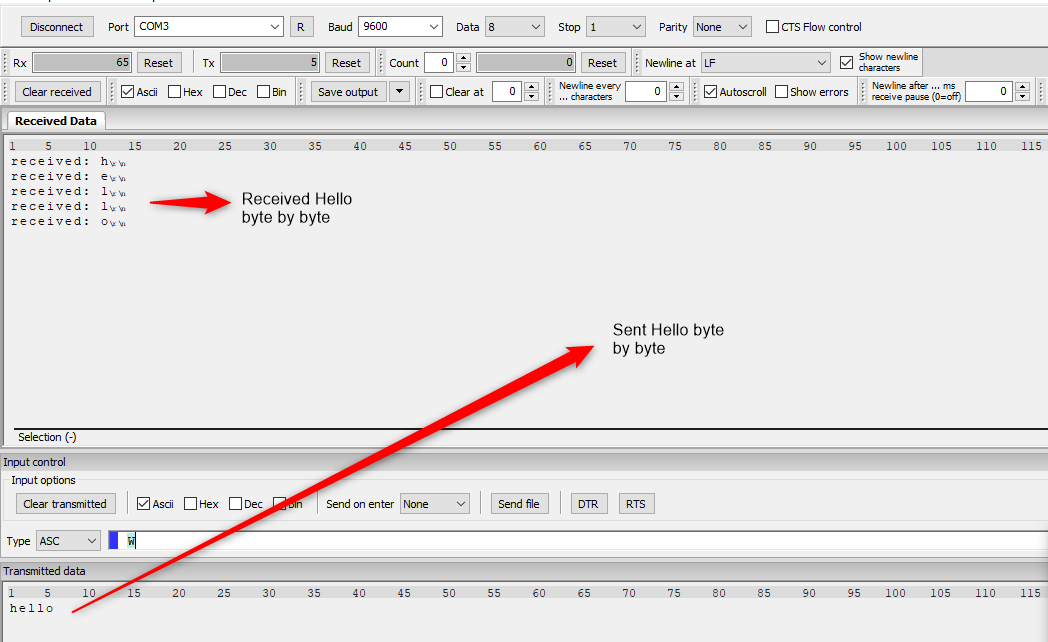 Disconnect Port COM3 R Baud 9600 Data 8 Stop 1 Parity None CTS Flow control
Rx 65 Reset Tx 5 Reset Count 0 0 Reset Newline at LF Show newline
characters
Clear received Ascii Hex Dec Bin Save output Clear at 0 Newline every
... characters 0 Autoscroll Show errors Newline after ... ms
receive pause (0=off) 0
Received Data
1 5 10 15 20 25 30 35 40 45 50 55 60 65 70 75 80 85 90 95 100 105 110 115
received: h\r\n
received: e\r\n
received: l\r\n
received: l\r\n
received: o\r\n
Received Hello
byte by byte
Sent Hello byte
by byte
Selection (-)
Input control
Input options
Clear transmitted Ascii Hex Dec Bin Send on enter None Send file DTR RTS
Type ASC W
Transmitted data
1 5 10 15 20 25 30 35 40 45 50 55 60 65 70 75 80 85 90 95 100 105 110 115
hello